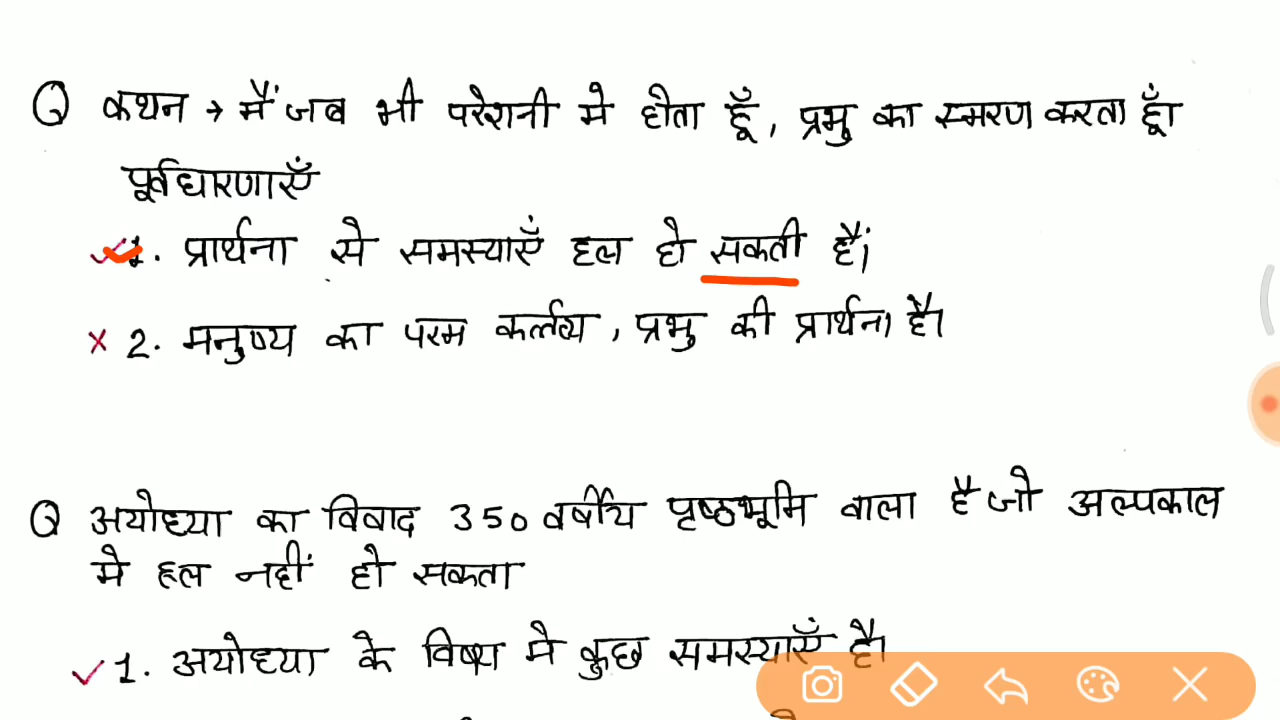 Q कथन → मैं जब भी परेशानी मे होता हूँ, प्रभु का स्मरण करता हूँ।
पूर्वधारणाएँ
✓1. प्रार्थना से समस्याएँ हल हो सकती हैं।
× 2. मनुष्य का परम कर्त्तव्य, प्रभु की प्रार्थना है।
Q अयोध्या का विवाद 350 वर्षीय पृष्ठभूमि वाला है जो अल्पकाल
मे हल नहीं हो सकता
✓ 1. अयोध्या के विषय मे कुछ समस्याएँ है।